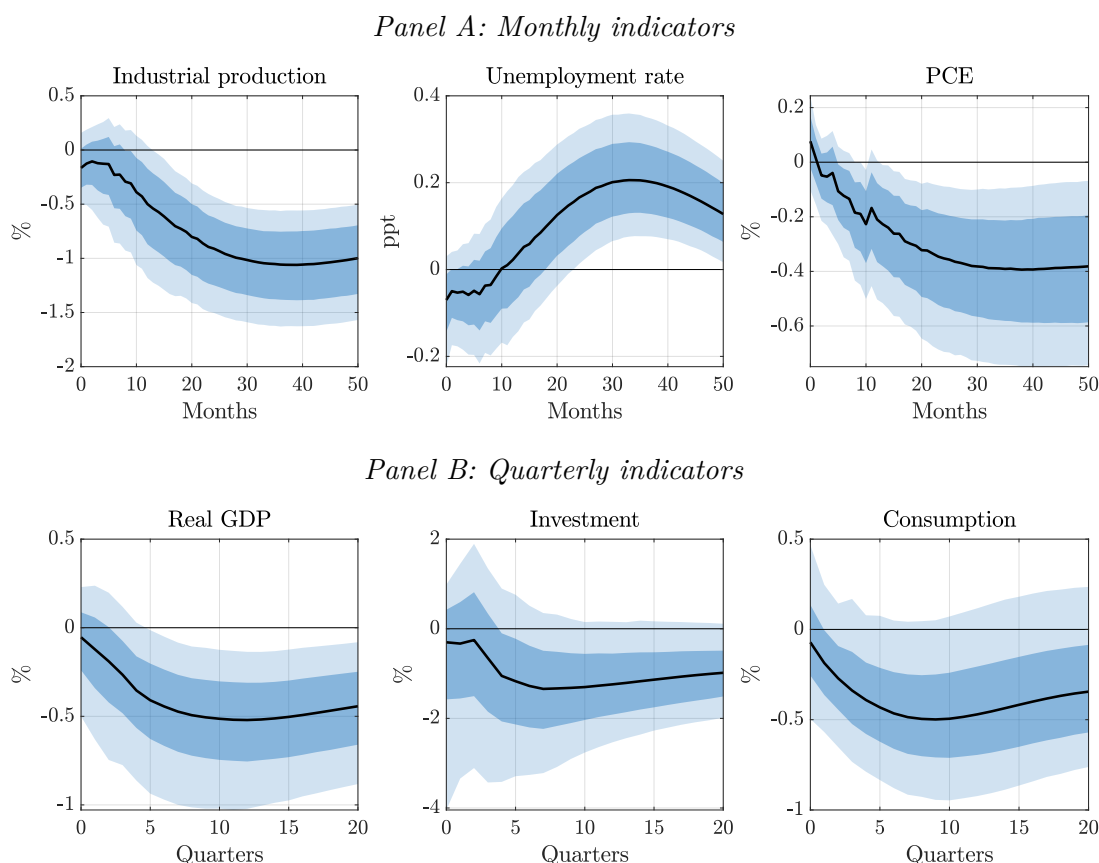 Panel A: Monthly indicators
Industrial production
Unemployment rate
PCE
0.5
0
-0.5
-1
-1.5
-2
%
0 10 20 30 40 50
Months
0.4
0.2
0
-0.2
ppt
0 10 20 30 40 50
Months
0.2
0
-0.2
-0.4
-0.6
%
0 10 20 30 40 50
Months
Panel B: Quarterly indicators
Real GDP
Investment
Consumption
0.5
0
-0.5
-1
%
0 5 10 15 20
Quarters
2
0
-2
-4
%
0 5 10 15 20
Quarters
0.5
0
-0.5
-1
%
0 5 10 15 20
Quarters